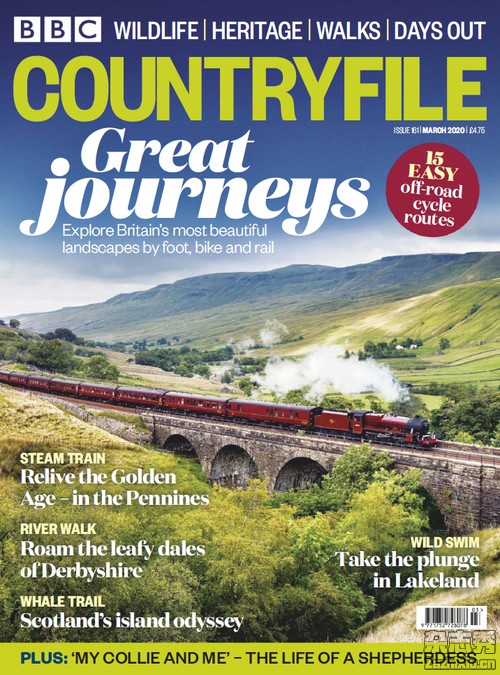 BBC WILDLIFE | HERITAGE | WALKS | DAYS OUT
COUNTRYFILE
ISSUE 161 | MARCH 2020 | £4.75
Great
journeys
Explore Britain's most beautiful
landscapes by foot, bike and rail
15
EASY
off-road
cycle
routes
STEAM TRAIN
Relive the Golden
Age – in the Pennines
RIVER WALK
Roam the leafy dales
of Derbyshire
WHALE TRAIL
Scotland's island odyssey
WILD SWIM
Take the plunge
in Lakeland
03
PLUS: 'MY COLLIE AND ME' – THE LIFE OF A SHEPHERDESS